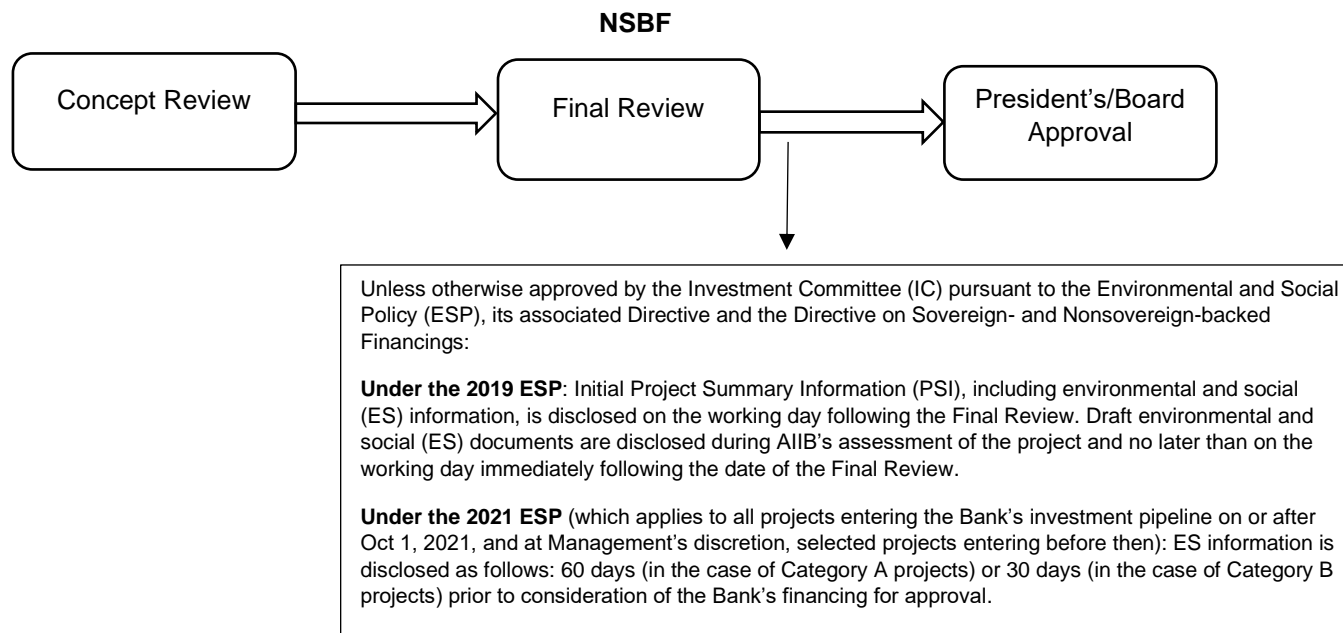 NSBF
Concept Review
Final Review
President’s/Board
Approval
Unless otherwise approved by the Investment Committee (IC) pursuant to the Environmental and Social
Policy (ESP), its associated Directive and the Directive on Sovereign- and Nonsovereign-backed
Financings:
Under the 2019 ESP: Initial Project Summary Information (PSI), including environmental and social
(ES) information, is disclosed on the working day following the Final Review. Draft environmental and
social (ES) documents are disclosed during AIIB’s assessment of the project and no later than on the
working day immediately following the date of the Final Review.
Under the 2021 ESP (which applies to all projects entering the Bank’s investment pipeline on or after
Oct 1, 2021, and at Management’s discretion, selected projects entering before then): ES information is
disclosed as follows: 60 days (in the case of Category A projects) or 30 days (in the case of Category B
projects) prior to consideration of the Bank’s financing for approval.